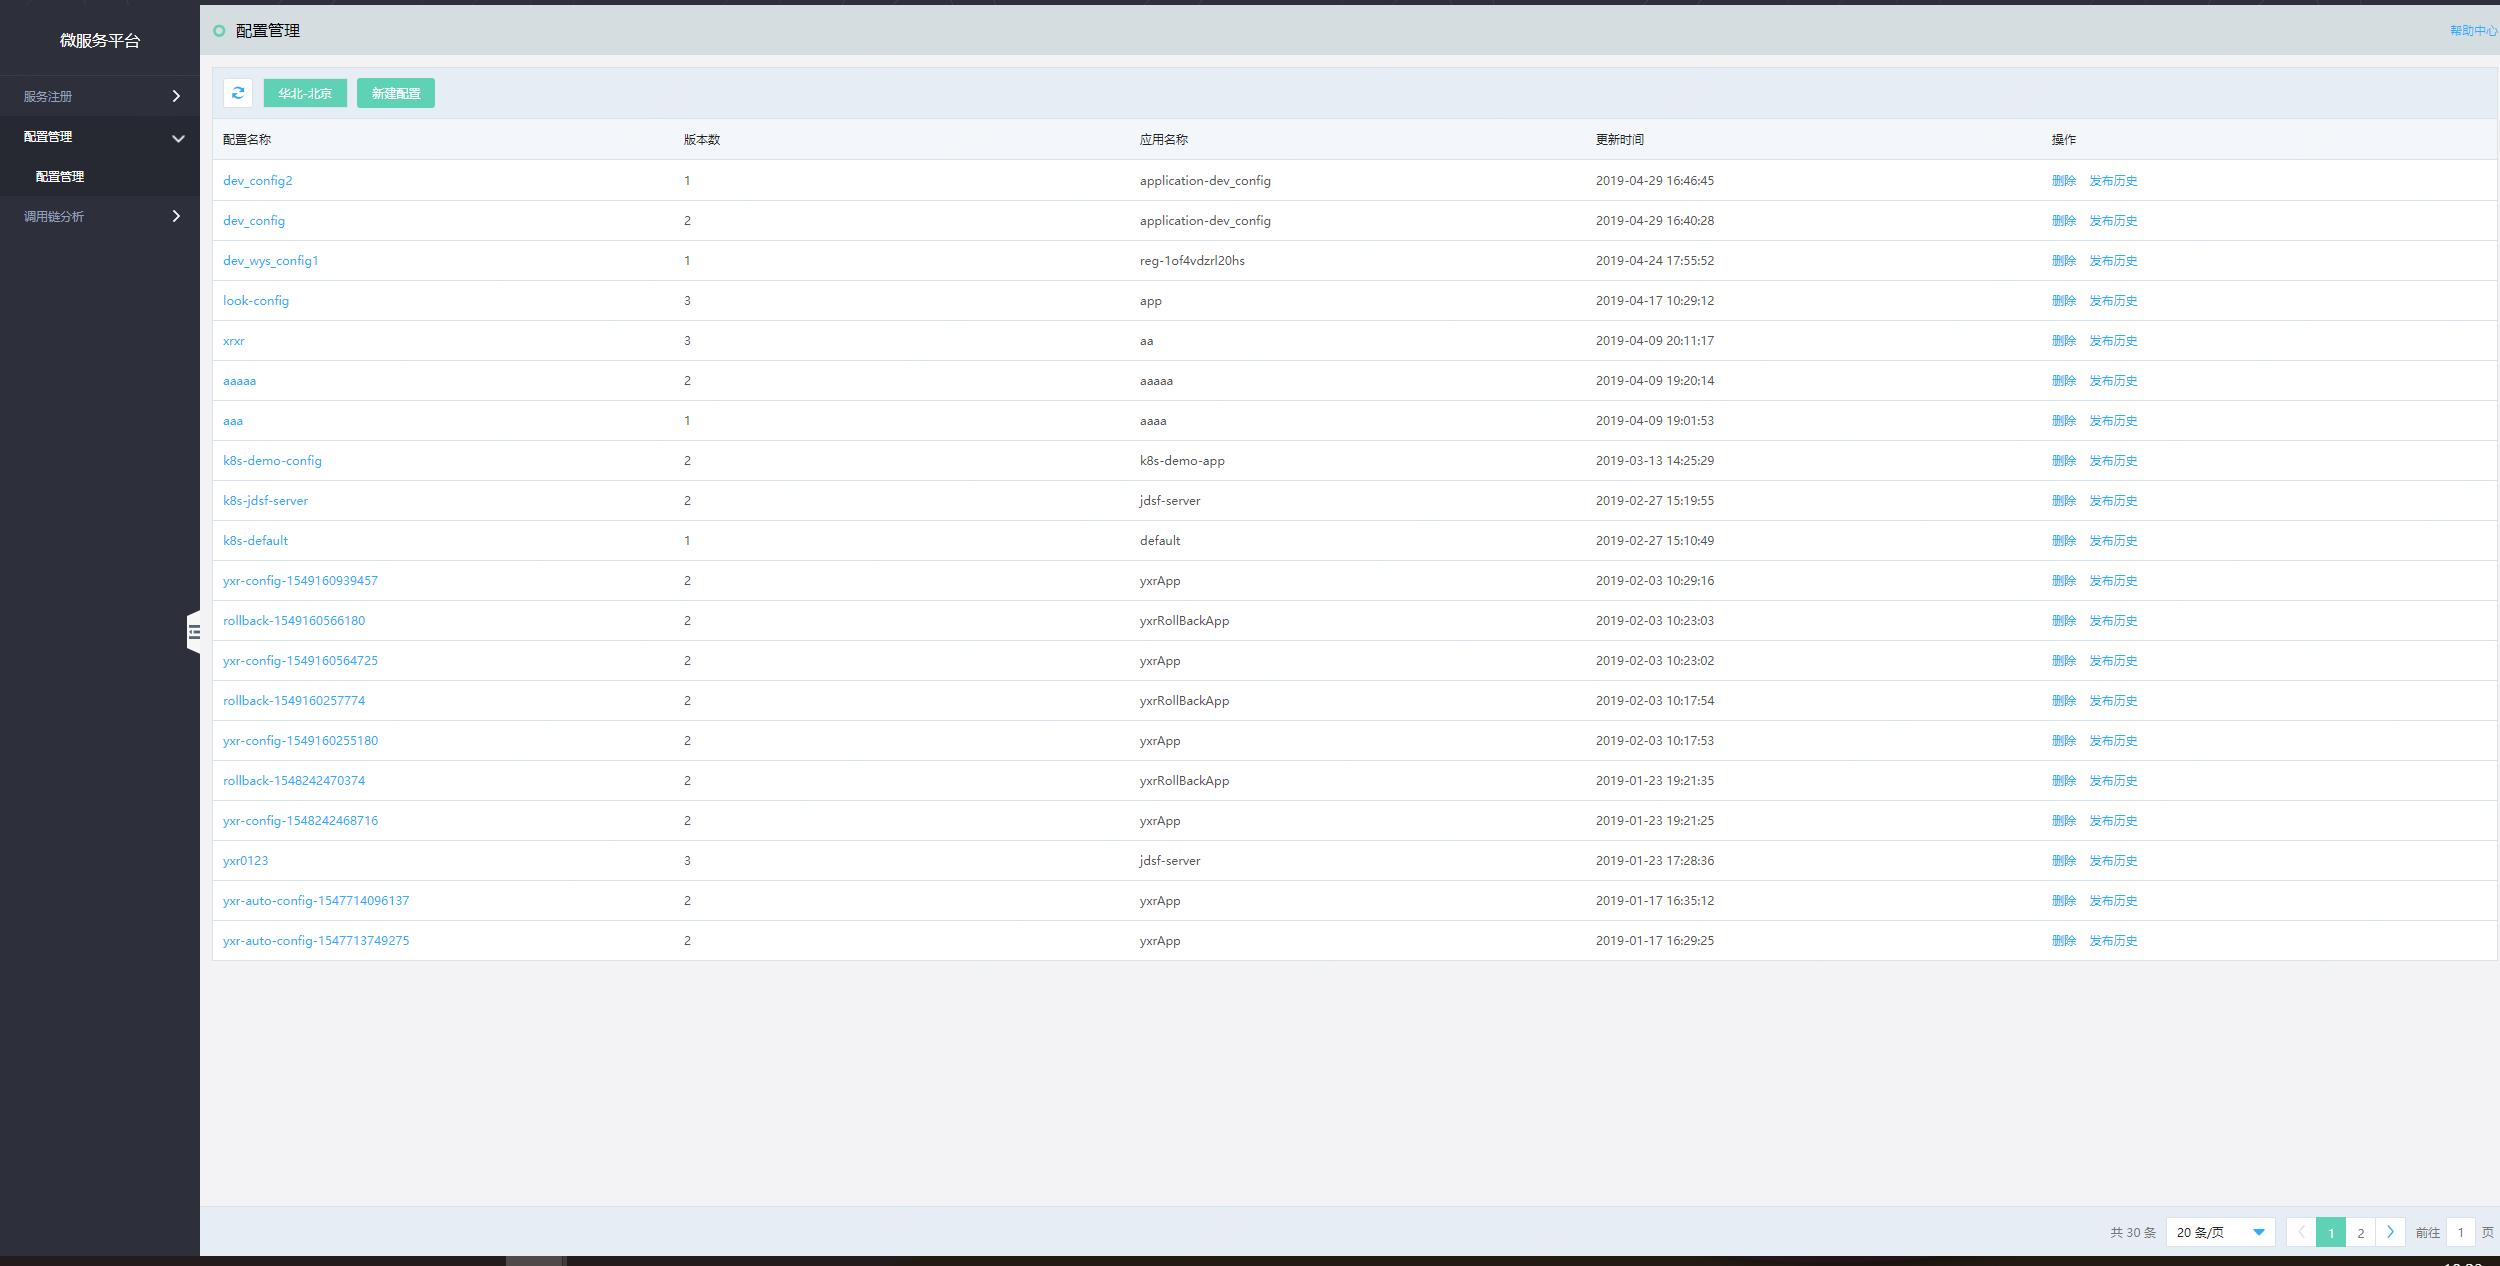 微服务平台
服务注册
配置管理
配置管理
调用链分析
配置管理
帮助中心
华北-北京 新建配置
配置名称 版本数 应用名称 更新时间 操作
dev_config2 1 application-dev_config 2019-04-29 16:46:45 删除 发布历史
dev_config 2 application-dev_config 2019-04-29 16:40:28 删除 发布历史
dev_wys_config1 1 reg-1of4vdzrl20hs 2019-04-24 17:55:52 删除 发布历史
look-config 3 app 2019-04-17 10:29:12 删除 发布历史
xrxr 3 aa 2019-04-09 20:11:17 删除 发布历史
aaaaa 2 aaaaa 2019-04-09 19:20:14 删除 发布历史
aaa 1 aaaa 2019-04-09 19:01:53 删除 发布历史
k8s-demo-config 2 k8s-demo-app 2019-03-13 14:25:29 删除 发布历史
k8s-jdsf-server 2 jdsf-server 2019-02-27 15:19:55 删除 发布历史
k8s-default 1 default 2019-02-27 15:10:49 删除 发布历史
yxr-config-1549160939457 2 yxrApp 2019-02-03 10:29:16 删除 发布历史
rollback-1549160566180 2 yxrRollBackApp 2019-02-03 10:23:03 删除 发布历史
yxr-config-1549160564725 2 yxrApp 2019-02-03 10:23:02 删除 发布历史
rollback-1549160257774 2 yxrRollBackApp 2019-02-03 10:17:54 删除 发布历史
yxr-config-1549160255180 2 yxrApp 2019-02-03 10:17:53 删除 发布历史
rollback-1548242470374 2 yxrRollBackApp 2019-01-23 19:21:35 删除 发布历史
yxr-config-1548242468716 2 yxrApp 2019-01-23 19:21:25 删除 发布历史
yxr0123 3 jdsf-server 2019-01-23 17:28:36 删除 发布历史
yxr-auto-config-1547714096137 2 yxrApp 2019-01-17 16:35:12 删除 发布历史
yxr-auto-config-1547713749275 2 yxrApp 2019-01-17 16:29:25 删除 发布历史
共 30 条 20 条/页 1 2 前往 1 页